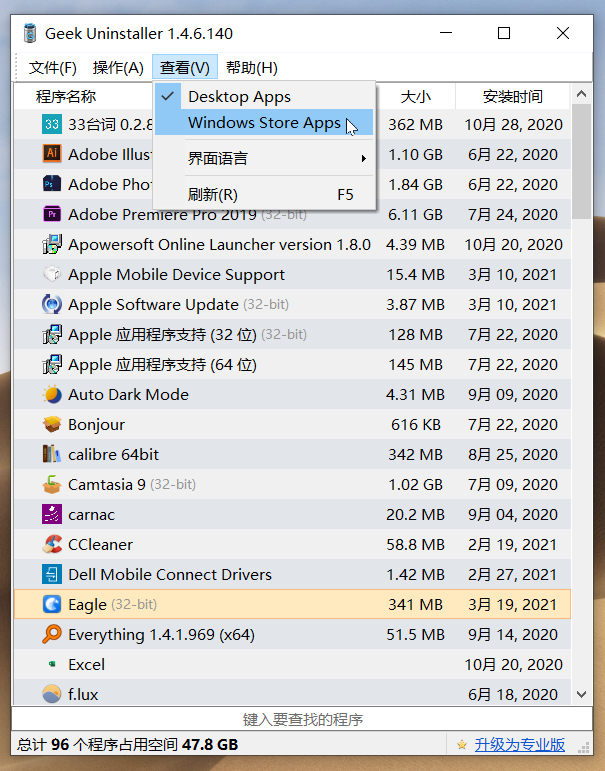 Geek Uninstaller 1.4.6.140
文件(F) 操作(A) 查看(V) 帮助(H)
程序名称 大小 安装时间
Desktop Apps
Windows Store Apps
界面语言
刷新(R) F5
33台词 0.2.8 362 MB 10月 28, 2020
Adobe Illust 1.10 GB 6月 22, 2020
Adobe Phot 1.84 GB 6月 22, 2020
Adobe Premiere Pro 2019 (32-bit) 6.11 GB 7月 24, 2020
Apowersoft Online Launcher version 1.8.0 4.39 MB 10月 20, 2020
Apple Mobile Device Support 15.4 MB 3月 10, 2021
Apple Software Update (32-bit) 3.87 MB 3月 10, 2021
Apple 应用程序支持 (32 位) (32-bit) 128 MB 7月 22, 2020
Apple 应用程序支持 (64 位) 145 MB 7月 22, 2020
Auto Dark Mode 4.31 MB 9月 09, 2020
Bonjour 616 KB 7月 22, 2020
calibre 64bit 342 MB 8月 25, 2020
Camtasia 9 (32-bit) 1.02 GB 7月 09, 2020
carnac 20.2 MB 9月 04, 2020
CCleaner 58.8 MB 2月 19, 2021
Dell Mobile Connect Drivers 1.42 MB 2月 27, 2021
Eagle (32-bit) 341 MB 3月 19, 2021
Everything 1.4.1.969 (x64) 51.5 MB 9月 14, 2020
Excel 10月 20, 2020
f.lux 6月 18, 2020
键入要查找的程序
总计 96 个程序占用空间 47.8 GB 升级为专业版